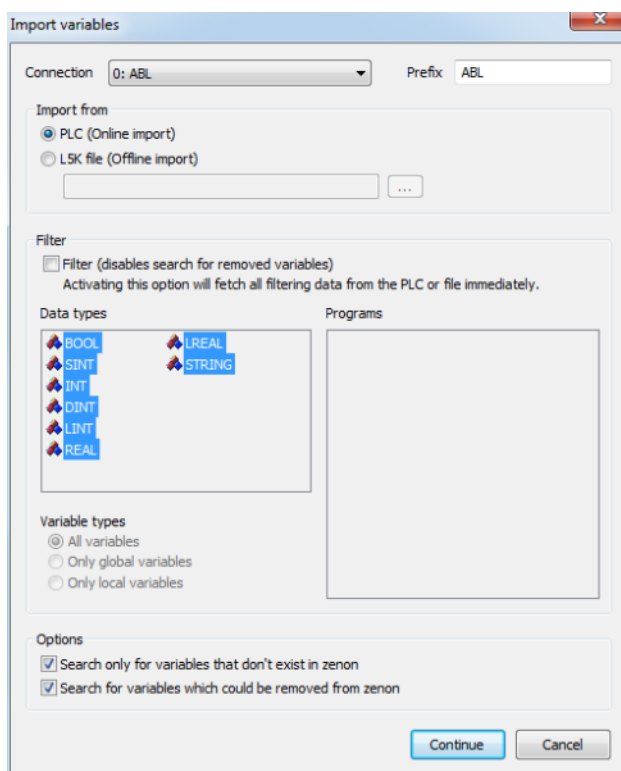 Import variables
Connection 0: ABL Prefix ABL
Import from
PLC (Online import)
L5K file (Offline import)
...
Filter
Filter (disables search for removed variables)
Activating this option will fetch all filtering data from the PLC or file immediately.
Data types Programs
BOOL LREAL
SINT STRING
INT
DINT
LINT
REAL
Variable types
All variables
Only global variables
Only local variables
Options
Search only for variables that don't exist in zenon
Search for variables which could be removed from zenon
Continue Cancel